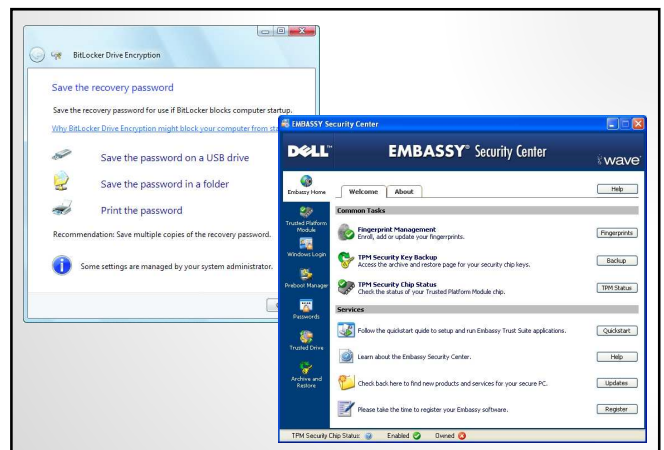 BitLocker Drive Encryption
Save the recovery password
Save the recovery password for use if BitLocker blocks computer startup.
Why BitLocker Drive Encryption might block your computer from sta
Save the password on a USB drive
Save the password in a folder
Print the password
Recommendation: Save multiple copies of the recovery password.
Some settings are managed by your system administrator.
EMBASSY Security Center
DELL™ EMBASSY® Security Center wave
Embassy Home
Trusted Platform
Module
Windows Login
Preboot Manager
Passwords
Trusted Drive
Archive and
Restore
Welcome About Help
Common Tasks
Fingerprint Management
Enroll, add or update your fingerprints. Fingerprints
TPM Security Key Backup
Access the archive and restore page for your security chip keys. Backup
TPM Security Chip Status
Check the status of your Trusted Platform Module chip. TPM Status
Services
Follow the quickstart guide to setup and run Embassy Trust Suite applications. Quickstart
Learn about the Embassy Security Center. Help
Check back here to find new products and services for your secure PC. Updates
Please take the time to register your Embassy software. Register
TPM Security Chip Status: Enabled Owned